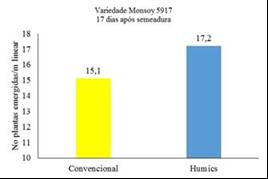 Variedade Monsoy 5917
17 dias após semeadura
No plantas emergidas/m linear
18
17
16
15
14
13
12
11
10
15,1
17,2
Convencional
Humics